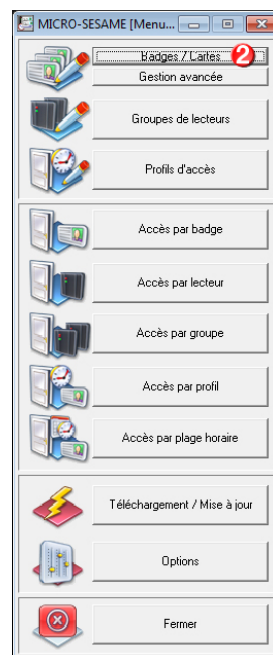 MICRO-SESAME [Menu...
Badges / Cartes 2
Gestion avancée
Groupes de lecteurs
Profils d'accès
Accès par badge
Accès par lecteur
Accès par groupe
Accès par profil
Accès par plage horaire
Téléchargement / Mise à jour
Options
Fermer